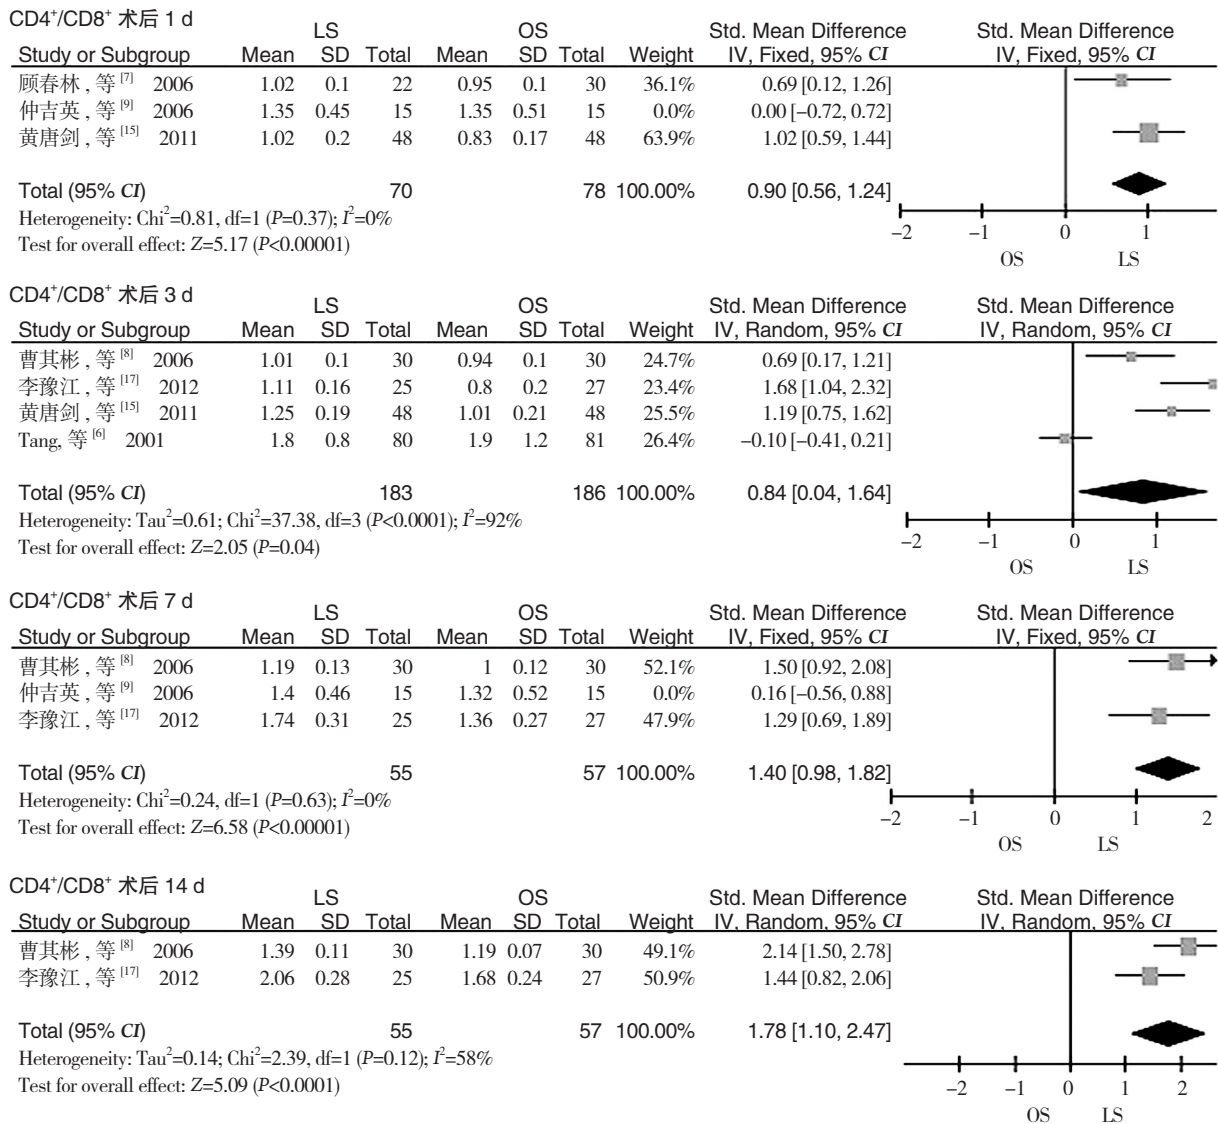 CD4⁺/CD8⁺ 术后 1 d
LS OS Std. Mean Difference Std. Mean Difference
Study or Subgroup Mean SD Total Mean SD Total Weight IV, Fixed, 95% CI IV, Fixed, 95% CI
顾春林, 等 [7] 2006 1.02 0.1 22 0.95 0.1 30 36.1% 0.69 [0.12, 1.26]
仲吉英, 等 [9] 2006 1.35 0.45 15 1.35 0.51 15 0.0% 0.00 [−0.72, 0.72]
黄唐剑, 等 [15] 2011 1.02 0.2 48 0.83 0.17 48 63.9% 1.02 [0.59, 1.44]
Total (95% CI) 70 78 100.00% 0.90 [0.56, 1.24]
Heterogeneity: Chi²=0.81, df=1 (P=0.37); I²=0%
Test for overall effect: Z=5.17 (P<0.00001)
−2 −1 0 1
OS LS
CD4⁺/CD8⁺ 术后 3 d
LS OS Std. Mean Difference Std. Mean Difference
Study or Subgroup Mean SD Total Mean SD Total Weight IV, Random, 95% CI IV, Random, 95% CI
曹其彬, 等 [8] 2006 1.01 0.1 30 0.94 0.1 30 24.7% 0.69 [0.17, 1.21]
李豫江, 等 [17] 2012 1.11 0.16 25 0.8 0.2 27 23.4% 1.68 [1.04, 2.32]
黄唐剑, 等 [15] 2011 1.25 0.19 48 1.01 0.21 48 25.5% 1.19 [0.75, 1.62]
Tang, 等 [6] 2001 1.8 0.8 80 1.9 1.2 81 26.4% −0.10 [−0.41, 0.21]
Total (95% CI) 183 186 100.00% 0.84 [0.04, 1.64]
Heterogeneity: Tau²=0.61; Chi²=37.38, df=3 (P<0.0001); I²=92%
Test for overall effect: Z=2.05 (P=0.04)
−2 −1 0 1
OS LS
CD4⁺/CD8⁺ 术后 7 d
LS OS Std. Mean Difference Std. Mean Difference
Study or Subgroup Mean SD Total Mean SD Total Weight IV, Fixed, 95% CI IV, Fixed, 95% CI
曹其彬, 等 [8] 2006 1.19 0.13 30 1 0.12 30 52.1% 1.50 [0.92, 2.08]
仲吉英, 等 [9] 2006 1.4 0.46 15 1.32 0.52 15 0.0% 0.16 [−0.56, 0.88]
李豫江, 等 [17] 2012 1.74 0.31 25 1.36 0.27 27 47.9% 1.29 [0.69, 1.89]
Total (95% CI) 55 57 100.00% 1.40 [0.98, 1.82]
Heterogeneity: Chi²=0.24, df=1 (P=0.63); I²=0%
Test for overall effect: Z=6.58 (P<0.00001)
−2 −1 0 1 2
OS LS
CD4⁺/CD8⁺ 术后 14 d
LS OS Std. Mean Difference Std. Mean Difference
Study or Subgroup Mean SD Total Mean SD Total Weight IV, Random, 95% CI IV, Random, 95% CI
曹其彬, 等 [8] 2006 1.39 0.11 30 1.19 0.07 30 49.1% 2.14 [1.50, 2.78]
李豫江, 等 [17] 2012 2.06 0.28 25 1.68 0.24 27 50.9% 1.44 [0.82, 2.06]
Total (95% CI) 55 57 100.00% 1.78 [1.10, 2.47]
Heterogeneity: Tau²=0.14; Chi²=2.39, df=1 (P=0.12); I²=58%
Test for overall effect: Z=5.09 (P<0.0001)
−2 −1 0 1 2
OS LS